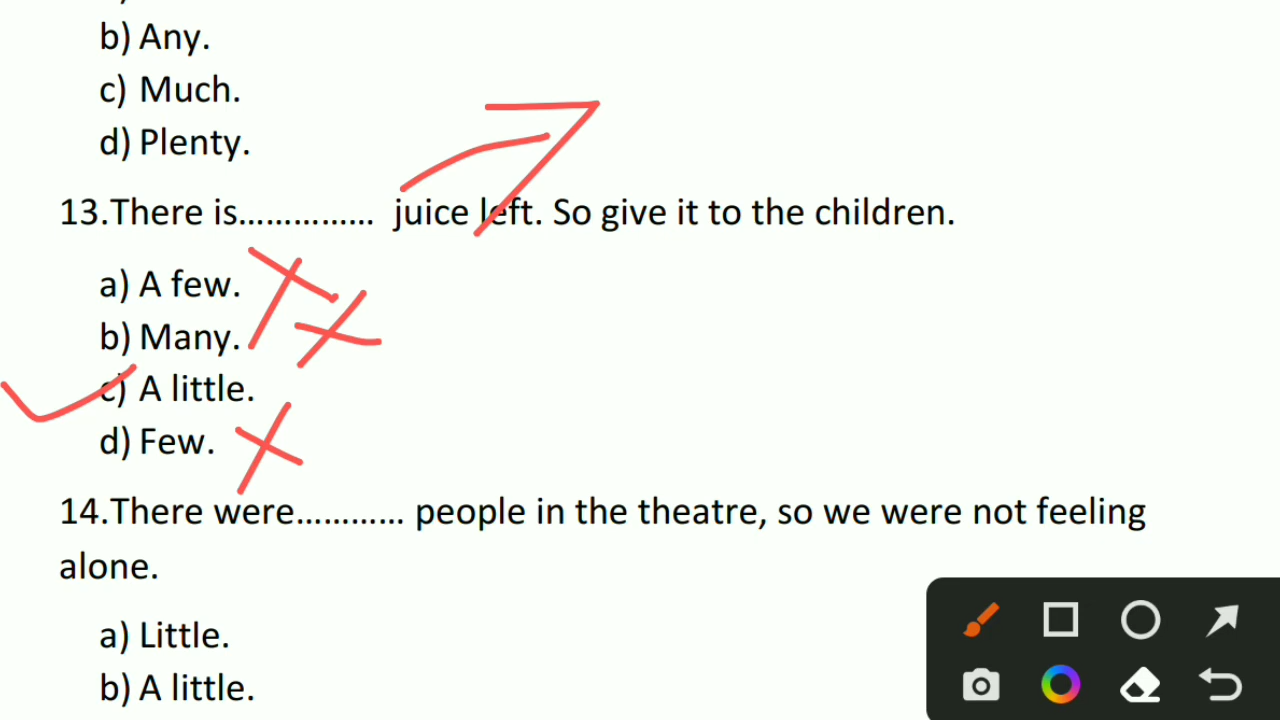 b) Any.
c) Much.
d) Plenty.
13.There is…………… juice left. So give it to the children.
a) A few.
b) Many.
c) A little.
d) Few.
14.There were………… people in the theatre, so we were not feeling
alone.
a) Little.
b) A little.